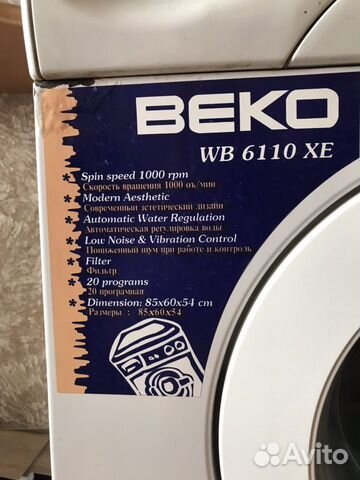 BEKO
WB 6110 XE
* Spin speed 1000 rpm
Скорость вращения 1000 об/мин
* Modern Aesthetic
Современный эстетический дизайн
* Automatic Water Regulation
Автоматическая регулировка воды
* Low Noise & Vibration Control
Пониженный шум при работе и контроль
* Filter
Фильтр
* 20 programs
20 програмная
* Dimension: 85x60x54 cm
Размеры : 85x60x54
Avito